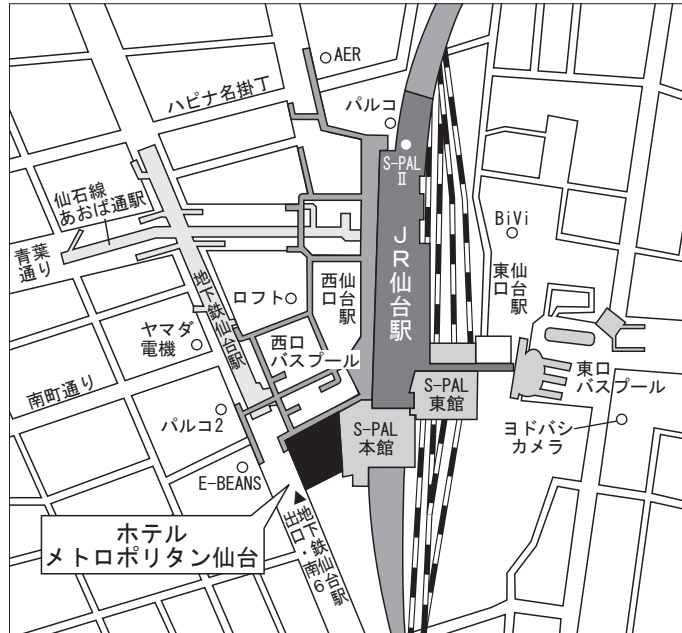 AER
ハピナ名掛丁
パルコ
S-PAL
II
仙石線
あおば通駅
BiVi
青葉
通り
JR仙台駅
仙台駅
西口
仙台駅
東口
地下鉄仙台駅
ロフト
ヤマダ
電機
西口
バスプール
東口
バスプール
南町通り
S-PAL
東館
パルコ2
S-PAL
本館
ヨドバシ
カメラ
E-BEANS
ホテル
メトロポリタン仙台
地下鉄仙台駅
出口・南6